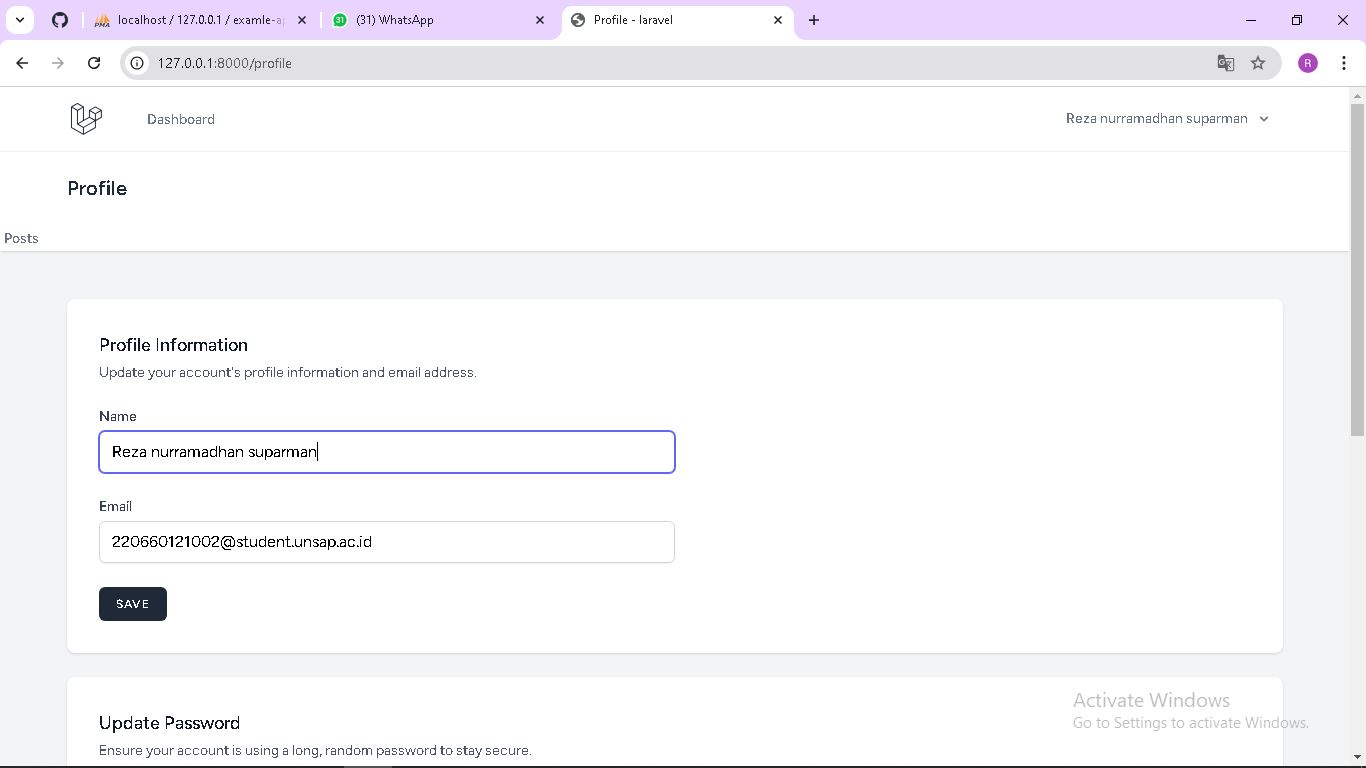 localhost / 127.0.0.1 / examle-ap
(31) WhatsApp
Profile - laravel
127.0.0.1:8000/profile
R
Dashboard
Reza nurramadhan suparman
Profile
Posts
Profile Information
Update your account's profile information and email address.
Name
Reza nurramadhan suparman
Email
220660121002@student.unsap.ac.id
SAVE
Update Password
Ensure your account is using a long, random password to stay secure.
Activate Windows
Go to Settings to activate Windows.